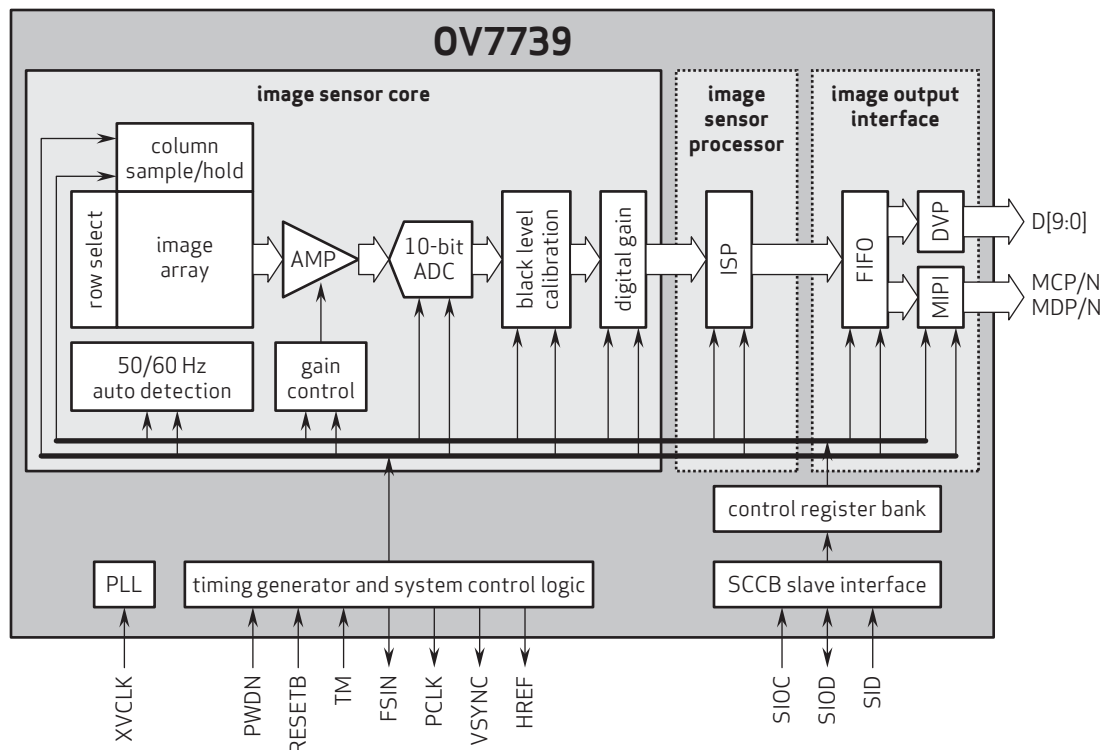 OV7739
image sensor core
image
sensor
processor
image output
interface
column
sample/hold
row select
image
array
AMP
10-bit
ADC
black level
calibration
digital gain
ISP
FIFO
DVP
MIPI
D[9:0]
MCP/N
MDP/N
50/60 Hz
auto detection
gain
control
control register bank
PLL
timing generator and system control logic
SCCB slave interface
XVCLK
PWDN
RESETB
TM
FSIN
PCLK
VSYNC
HREF
SIOC
SIOD
SID